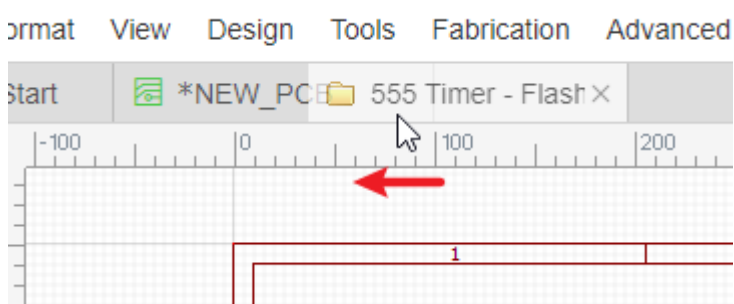 ormat View Design Tools Fabrication Advanced
Start *NEW_PC 555 Timer - Flash
-100 0 100 200
1